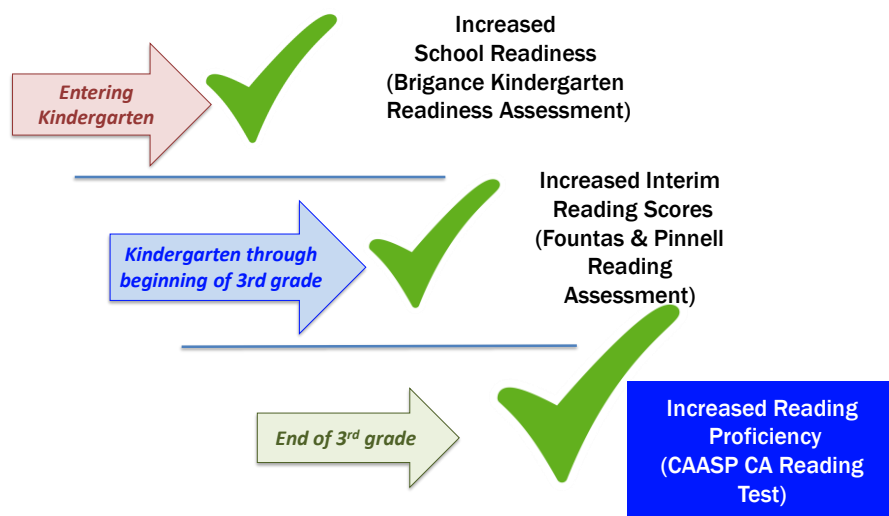 Entering
Kindergarten
Increased
School Readiness
(Brigance Kindergarten
Readiness Assessment)
Kindergarten through
beginning of 3rd grade
Increased Interim
Reading Scores
(Fountas & Pinnell
Reading
Assessment)
End of 3rd grade
Increased Reading
Proficiency
(CAASP CA Reading
Test)